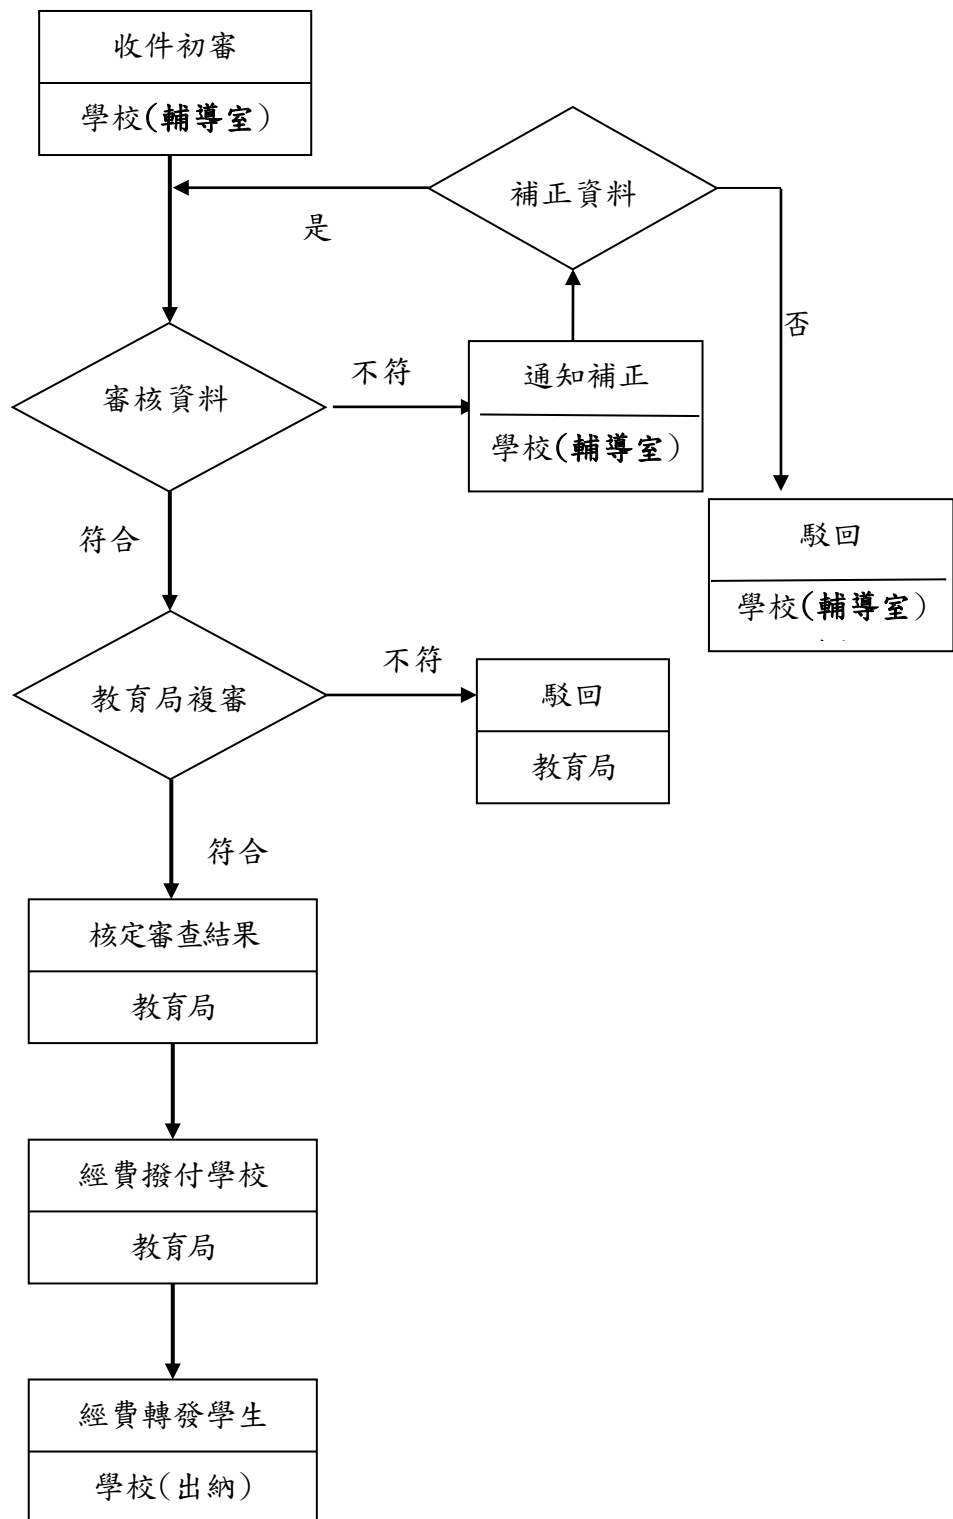 收件初審
學校(輔導室)
補正資料
是
否
審核資料
不符
通知補正
學校(輔導室)
符合
駁回
學校(輔導室)
教育局複審
不符
駁回
教育局
符合
核定審查結果
教育局
經費撥付學校
教育局
經費轉發學生
學校(出納)